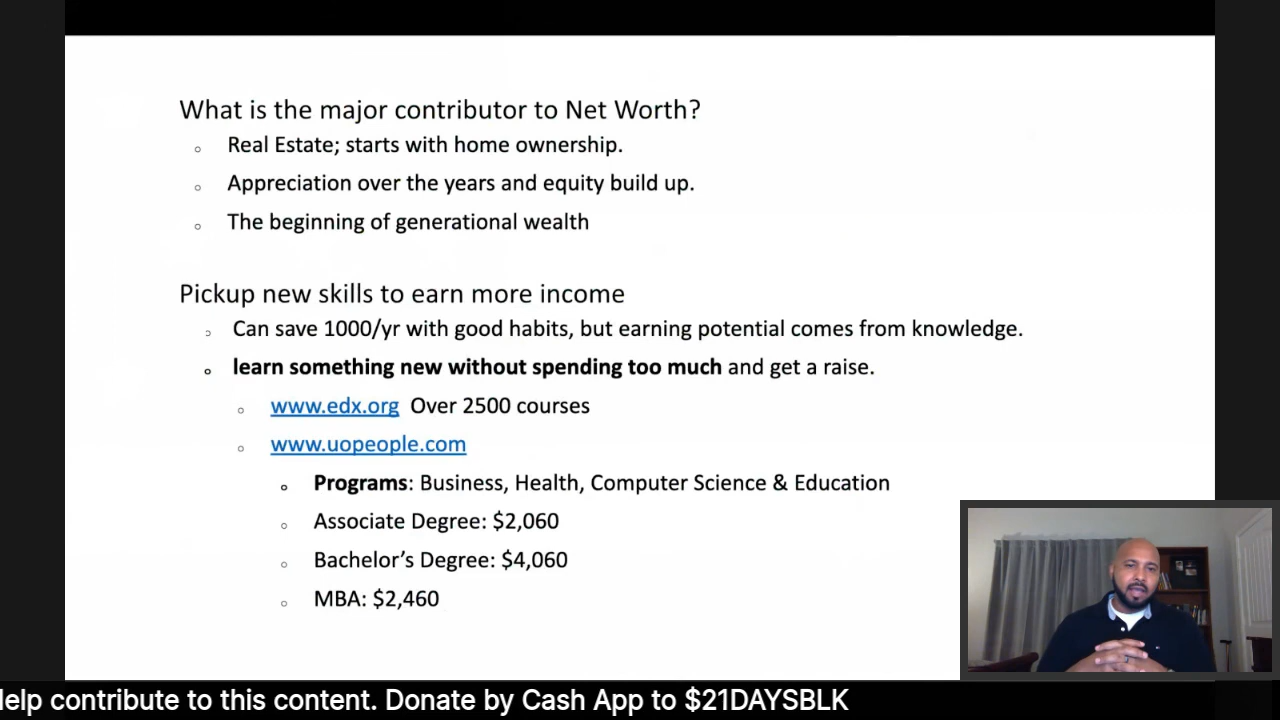 What is the major contributor to Net Worth?
Real Estate; starts with home ownership.
Appreciation over the years and equity build up.
The beginning of generational wealth
Pickup new skills to earn more income
Can save 1000/yr with good habits, but earning potential comes from knowledge.
learn something new without spending too much and get a raise.
www.edx.org Over 2500 courses
www.uopeople.com
Programs: Business, Health, Computer Science & Education
Associate Degree: $2,060
Bachelor’s Degree: $4,060
MBA: $2,460
contribute to this content. Donate by Cash App to $21DAYSBLK